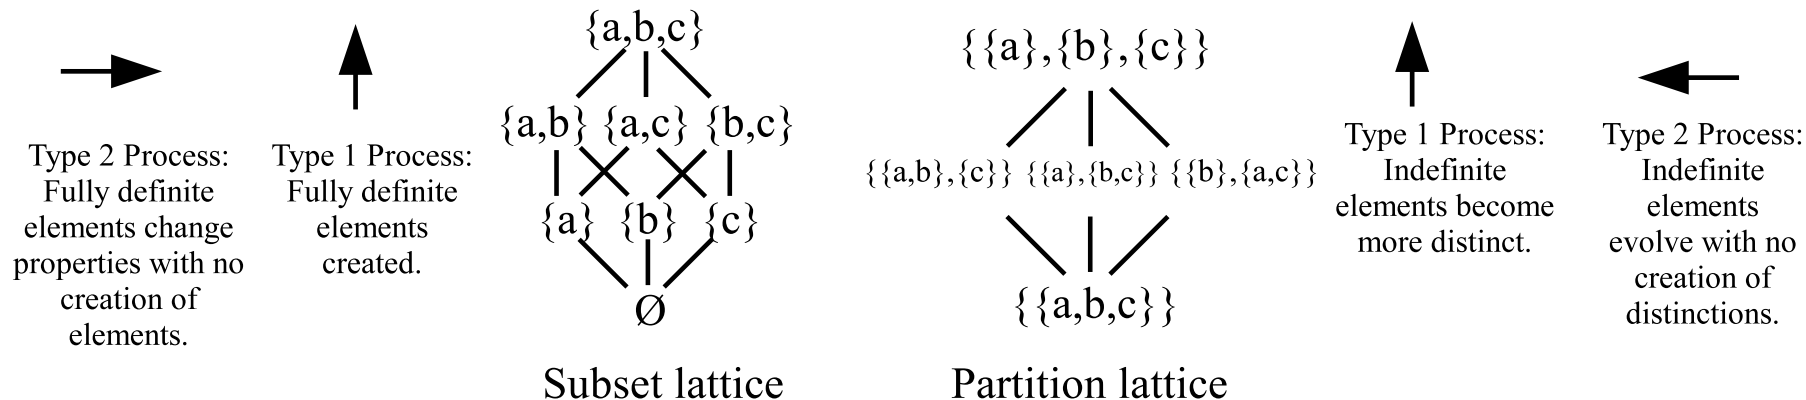 Type 2 Process:
Fully definite
elements change
properties with no
creation of
elements.
Type 1 Process:
Fully definite
elements
created.
{a,b,c}
{a,b} {a,c} {b,c}
{a} {b} {c}
Ø
Subset lattice
{{a},{b},{c}}
{{a,b},{c}} {{a},{b,c}} {{b},{a,c}}
{{a,b,c}}
Partition lattice
Type 1 Process:
Indefinite
elements become
more distinct.
Type 2 Process:
Indefinite
elements
evolve with no
creation of
distinctions.